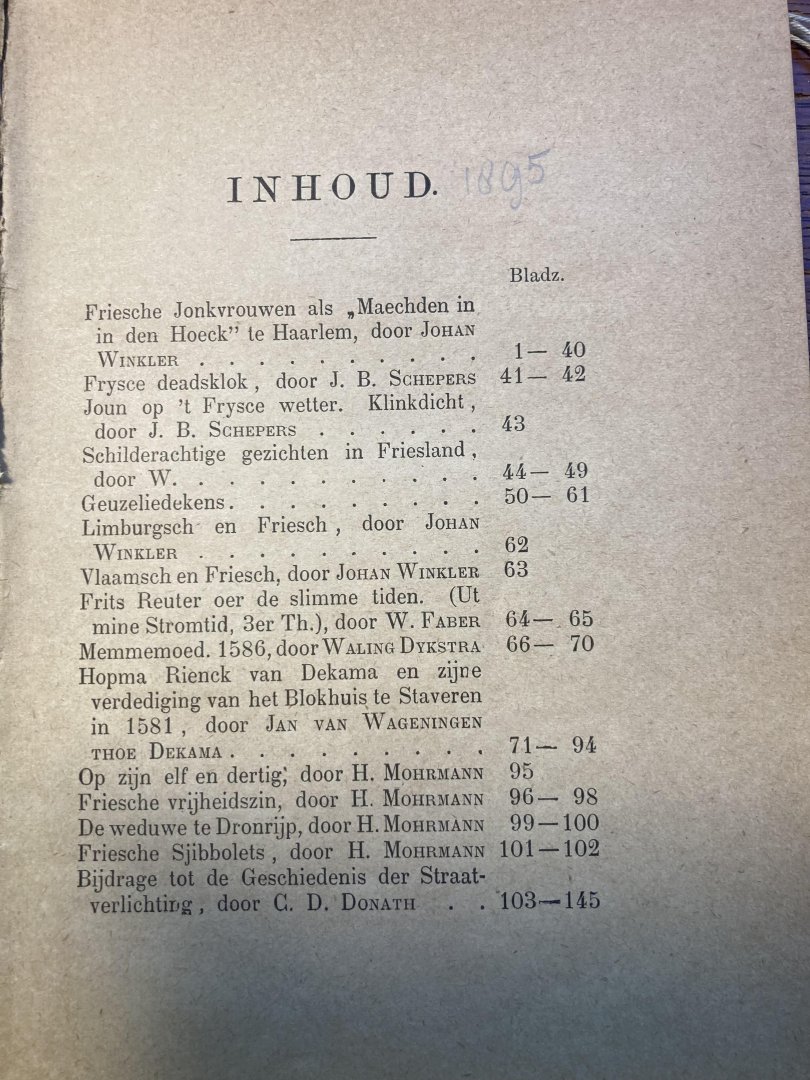 INHOUD. 1895
Bladz.
Friesche Jonkvrouwen als „Maechden in
in den Hoeck" te Haarlem, door JOHAN
WINKLER . . . . . . . . . . 1— 40
Frysce deadsklok, door J. B. SCHEPERS 41— 42
Joun op 't Frysce wetter. Klinkdicht,
door J. B. SCHEPERS . . . . . . 43
Schilderachtige gezichten in Friesland,
door W. . . . . . . . . . . 44— 49
Geuzeliedekens. . . . . . . . . 50— 61
Limburgsch en Friesch, door JOHAN
WINKLER . . . . . . . . . . 62
Vlaamsch en Friesch, door JOHAN WINKLER 63
Frits Reuter oer de slimme tiden. (Ut
mine Stromtid, 3er Th.), door W. FABER 64— 65
Memmemoed. 1586, door WALING DYKSTRA 66— 70
Hopma Rienck van Dekama en zijne
verdediging van het Blokhuis te Staveren
in 1581, door JAN VAN WAGENINGEN
THOE DEKAMA . . . . . . . . . 71— 94
Op zijn elf en dertig, door H. MOHRMANN 95
Friesche vrijheidszin, door H. MOHRMANN 96— 98
De weduwe te Dronrijp, door H. MOHRMANN 99—100
Friesche Sjibbolets, door H. MOHRMANN 101—102
Bijdrage tot de Geschiedenis der Straat-
verlichting, door C. D. DONATH . . 103—145